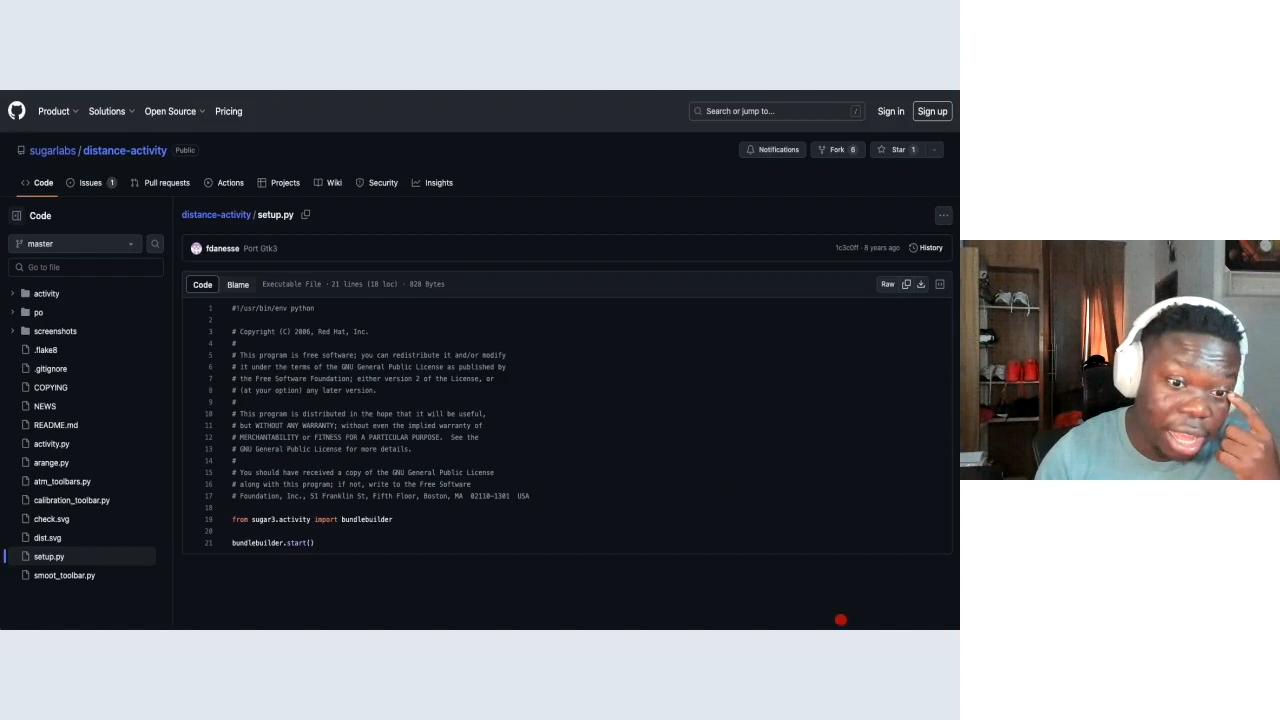 Product
Solutions
Open Source
Pricing
Search or jump to...
/
Sign in
Sign up
sugarlabs / distance-activity
Public
Notifications
Fork 6
Star 1
Code
Issues 1
Pull requests
Actions
Projects
Wiki
Security
Insights
Code
master
Go to file
activity
po
screenshots
.flake8
.gitignore
COPYING
NEWS
README.md
activity.py
arange.py
atm_toolbars.py
calibration_toolbar.py
check.svg
dist.svg
setup.py
smoot_toolbar.py
distance-activity / setup.py
fdanesse Port Gtk3
1c3c0ff · 8 years ago
History
Code
Blame
Executable File · 21 lines (18 loc) · 828 Bytes
Raw
1 #!/usr/bin/env python
2
3 # Copyright (C) 2006, Red Hat, Inc.
4 #
5 # This program is free software; you can redistribute it and/or modify
6 # it under the terms of the GNU General Public License as published by
7 # the Free Software Foundation; either version 2 of the License, or
8 # (at your option) any later version.
9 #
10 # This program is distributed in the hope that it will be useful,
11 # but WITHOUT ANY WARRANTY; without even the implied warranty of
12 # MERCHANTABILITY or FITNESS FOR A PARTICULAR PURPOSE.  See the
13 # GNU General Public License for more details.
14 #
15 # You should have received a copy of the GNU General Public License
16 # along with this program; if not, write to the Free Software
17 # Foundation, Inc., 51 Franklin St, Fifth Floor, Boston, MA  02110-1301  USA
18
19 from sugar3.activity import bundlebuilder
20
21 bundlebuilder.start()